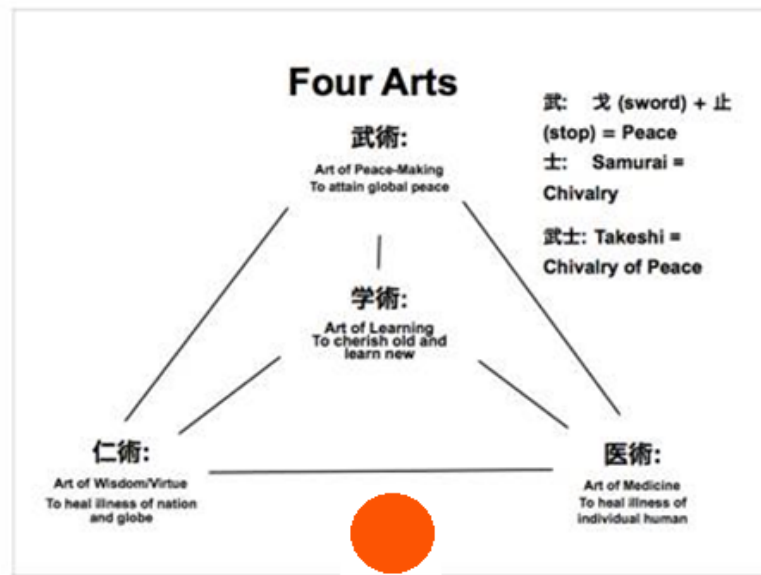 Four Arts
武術:
Art of Peace-Making
To attain global peace
武: 戈 (sword) + 止
(stop) = Peace
士: Samurai =
Chivalry
武士: Takeshi =
Chivalry of Peace
学術:
Art of Learning
To cherish old and
learn new
仁術:
Art of Wisdom/Virtue
To heal illness of nation
and globe
医術:
Art of Medicine
To heal illness of
individual human